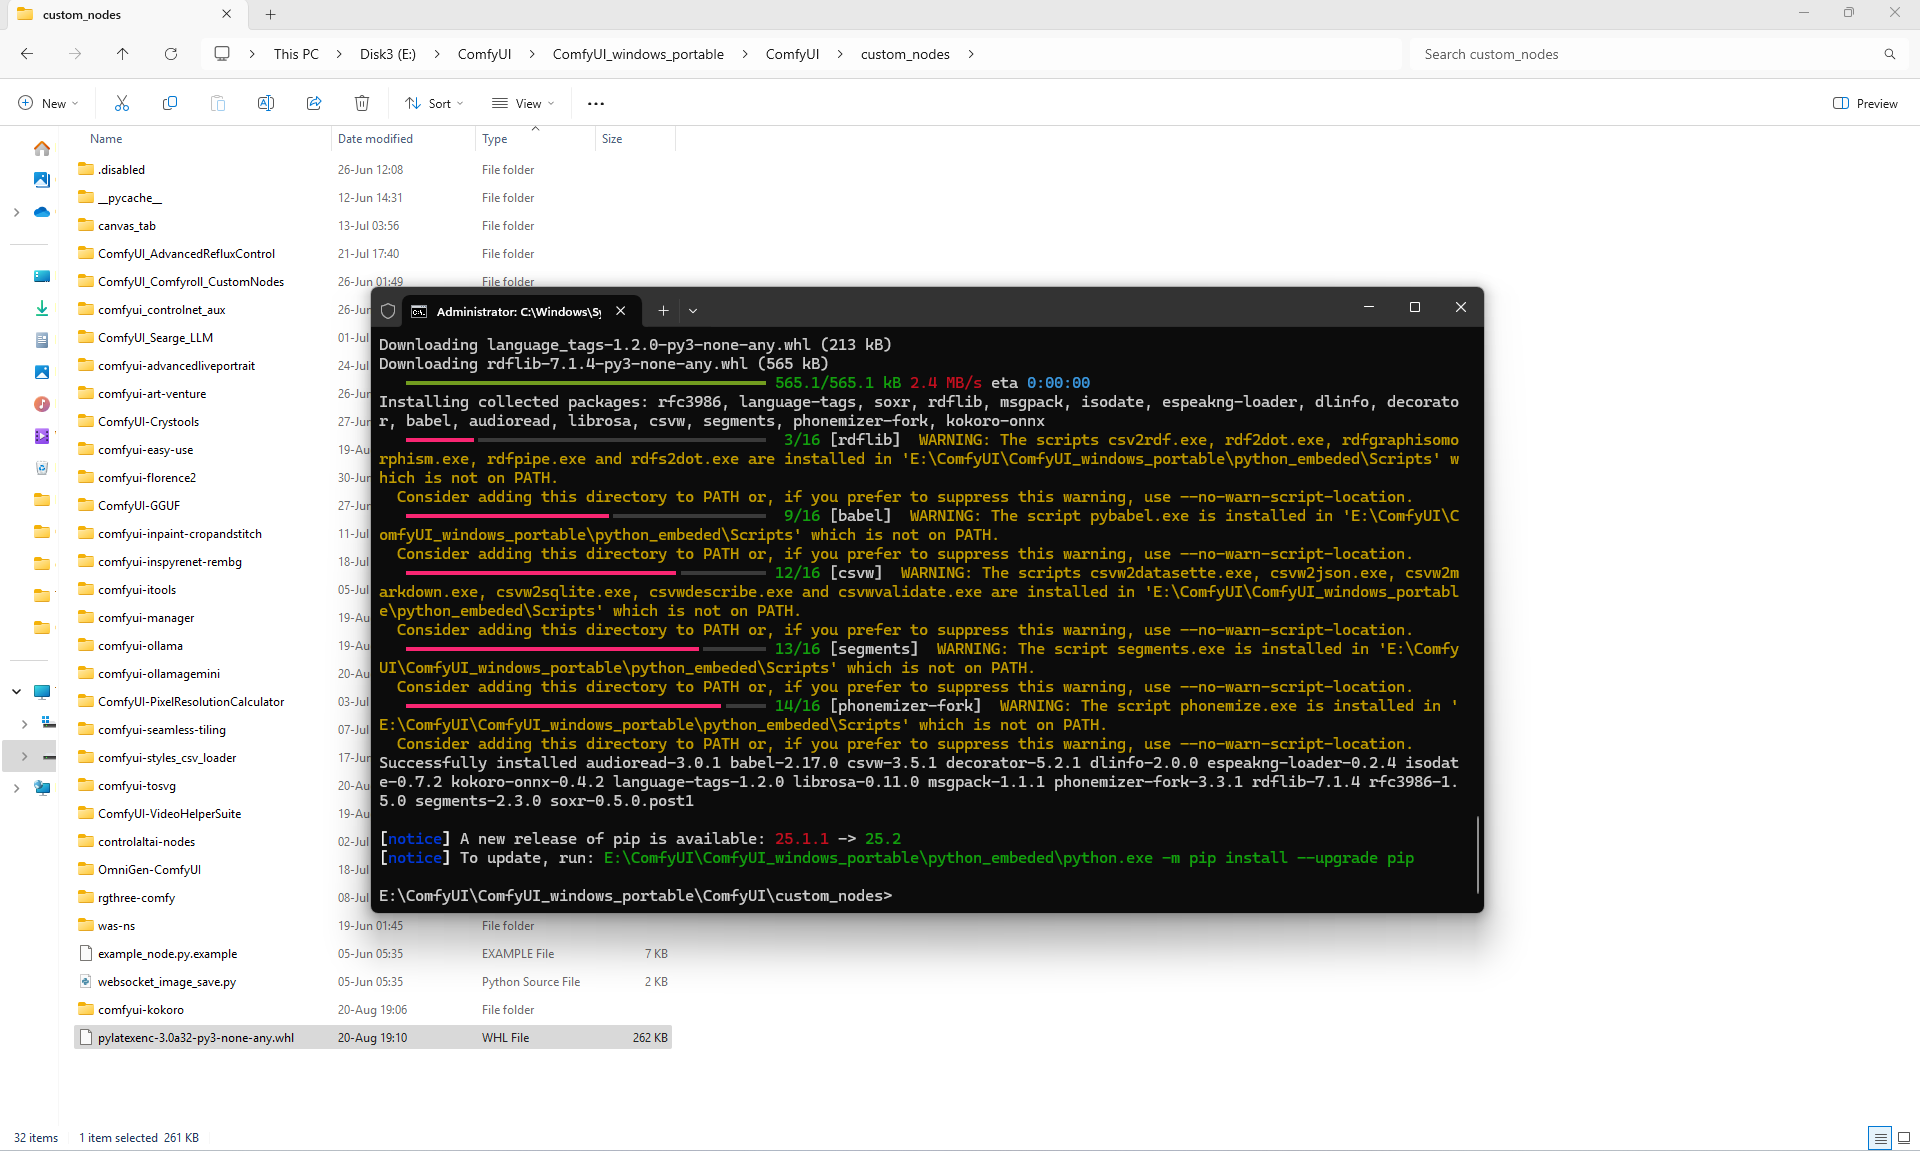 custom_nodes
This PC > Disk3 (E:) > ComfyUI > ComfyUI_windows_portable > ComfyUI > custom_nodes >
Search custom_nodes
New
Sort
View
Preview
Name Date modified Type Size
.disabled 26-Jun 12:08 File folder
__pycache__ 12-Jun 14:31 File folder
canvas_tab 13-Jul 03:56 File folder
ComfyUI_AdvancedRefluxControl 21-Jul 17:40 File folder
ComfyUI_Comfyroll_CustomNodes 26-Jun 01:49 File folder
comfyui_controlnet_aux 26-Jun
ComfyUI_Searge_LLM 01-Jul
comfyui-advancedliveportrait 24-Jul
comfyui-art-venture 26-Jun
ComfyUI-Crystools 27-Jun
comfyui-easy-use 19-Au
comfyui-florence2 30-Jun
ComfyUI-GGUF 27-Jun
comfyui-inpaint-cropandstitch 11-Jul
comfyui-inspyrenet-rembg 18-Jul
comfyui-itools 05-Jul
comfyui-manager 19-Au
comfyui-ollama 19-Au
comfyui-ollamagemini 20-Au
ComfyUI-PixelResolutionCalculator 03-Jul
comfyui-seamless-tiling 07-Jul
comfyui-styles_csv_loader 17-Jun
comfyui-tosvg 20-Au
ComfyUI-VideoHelperSuite 19-Au
controlaltai-nodes 02-Jul
OmniGen-ComfyUI 18-Jul
rgthree-comfy 08-Jul
was-ns 19-Jun 01:45 File folder
example_node.py.example 05-Jun 05:35 EXAMPLE File 7 KB
websocket_image_save.py 05-Jun 05:35 Python Source File 2 KB
comfyui-kokoro 20-Aug 19:06 File folder
pylatexenc-3.0a32-py3-none-any.whl 20-Aug 19:10 WHL File 262 KB
32 items 1 item selected 261 KB
Administrator: C:\Windows\Sy
Downloading language_tags-1.2.0-py3-none-any.whl (213 kB)
Downloading rdflib-7.1.4-py3-none-any.whl (565 kB)
565.1/565.1 kB 2.4 MB/s eta 0:00:00
Installing collected packages: rfc3986, language-tags, soxr, rdflib, msgpack, isodate, espeakng-loader, dlinfo, decorato
r, babel, audioread, librosa, csvw, segments, phonemizer-fork, kokoro-onnx
3/16 [rdflib] WARNING: The scripts csv2rdf.exe, rdf2dot.exe, rdfgraphisomo
rphism.exe, rdfpipe.exe and rdfs2dot.exe are installed in 'E:\ComfyUI\ComfyUI_windows_portable\python_embeded\Scripts' w
hich is not on PATH.
Consider adding this directory to PATH or, if you prefer to suppress this warning, use --no-warn-script-location.
9/16 [babel] WARNING: The script pybabel.exe is installed in 'E:\ComfyUI\C
omfyUI_windows_portable\python_embeded\Scripts' which is not on PATH.
Consider adding this directory to PATH or, if you prefer to suppress this warning, use --no-warn-script-location.
12/16 [csvw] WARNING: The scripts csvw2datasette.exe, csvw2json.exe, csvw2m
arkdown.exe, csvw2sqlite.exe, csvwdescribe.exe and csvwvalidate.exe are installed in 'E:\ComfyUI\ComfyUI_windows_portabl
e\python_embeded\Scripts' which is not on PATH.
Consider adding this directory to PATH or, if you prefer to suppress this warning, use --no-warn-script-location.
13/16 [segments] WARNING: The script segments.exe is installed in 'E:\Comfy
UI\ComfyUI_windows_portable\python_embeded\Scripts' which is not on PATH.
Consider adding this directory to PATH or, if you prefer to suppress this warning, use --no-warn-script-location.
14/16 [phonemizer-fork] WARNING: The script phonemize.exe is installed in '
E:\ComfyUI\ComfyUI_windows_portable\python_embeded\Scripts' which is not on PATH.
Consider adding this directory to PATH or, if you prefer to suppress this warning, use --no-warn-script-location.
Successfully installed audioread-3.0.1 babel-2.17.0 csvw-3.5.1 decorator-5.2.1 dlinfo-2.0.0 espeakng-loader-0.2.4 isodat
e-0.7.2 kokoro-onnx-0.4.2 language-tags-1.2.0 librosa-0.11.0 msgpack-1.1.1 phonemizer-fork-3.3.1 rdflib-7.1.4 rfc3986-1.
5.0 segments-2.3.0 soxr-0.5.0.post1
[notice] A new release of pip is available: 25.1.1 -> 25.2
[notice] To update, run: E:\ComfyUI\ComfyUI_windows_portable\python_embeded\python.exe -m pip install --upgrade pip
E:\ComfyUI\ComfyUI_windows_portable\ComfyUI\custom_nodes>